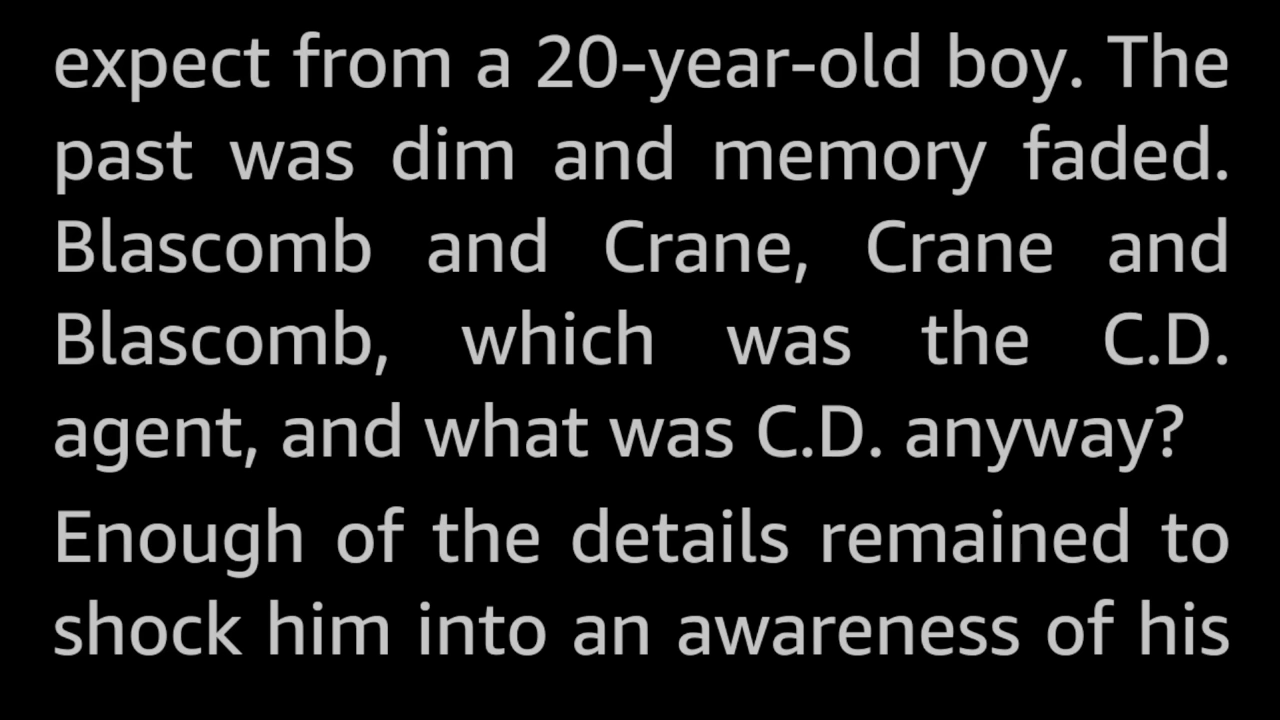 expect from a 20-year-old boy. The
past was dim and memory faded.
Blascomb and Crane, Crane and
Blascomb, which was the C.D.
agent, and what was C.D. anyway?
Enough of the details remained to
shock him into an awareness of his